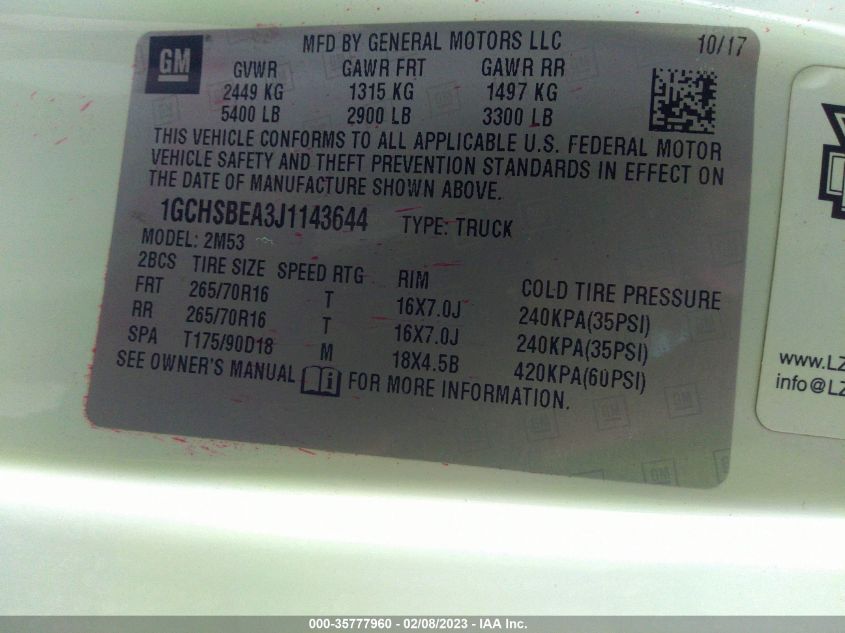 GM
MFD BY GENERAL MOTORS LLC 10/17
GVWR GAWR FRT GAWR RR
2449 KG 1315 KG 1497 KG
5400 LB 2900 LB 3300 LB
THIS VEHICLE CONFORMS TO ALL APPLICABLE U.S. FEDERAL MOTOR
VEHICLE SAFETY AND THEFT PREVENTION STANDARDS IN EFFECT ON
THE DATE OF MANUFACTURE SHOWN ABOVE.
1GCHSBEA3J1143644 TYPE: TRUCK
MODEL: 2M53
2BCS TIRE SIZE SPEED RTG RIM COLD TIRE PRESSURE
FRT 265/70R16 T 16X7.0J 240KPA(35PSI)
RR 265/70R16 T 16X7.0J 240KPA(35PSI)
SPA T175/90D18 M 18X4.5B 420KPA(60PSI)
SEE OWNER'S MANUAL FOR MORE INFORMATION.
www.LZ
info@LZ
000-35777960 - 02/08/2023 - IAA Inc.